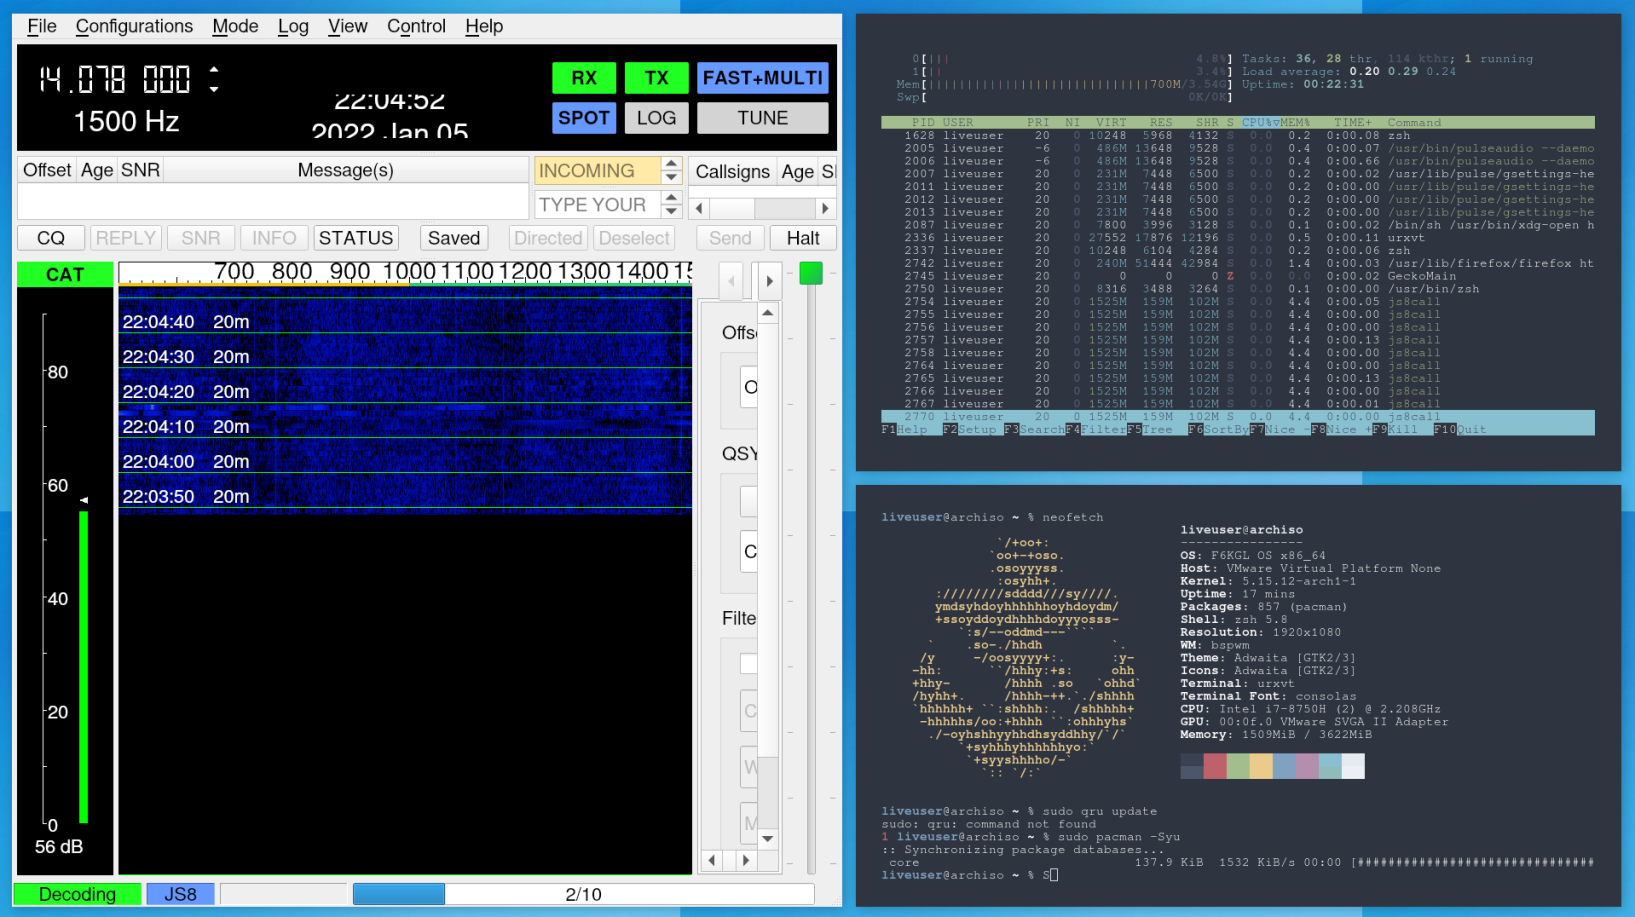 File Configurations Mode Log View Control Help
14.078 000
1500 Hz
22:04:52
2022 Jan 05
RX TX FAST+MULTI
SPOT LOG TUNE
Offset Age SNR Message(s)
INCOMING
TYPE YOUR
Callsigns Age
CQ REPLY SNR INFO STATUS Saved Directed Deselect Send Halt
CAT
700 800 900 1000 1100 1200 1300 1400
22:04:40 20m
22:04:30 20m
22:04:20 20m
22:04:10 20m
22:04:00 20m
22:03:50 20m
80
60
40
20
0
56 dB
QSY
Filte
Decoding JS8 2/10
0[||| 4.8%] Tasks: 36, 28 thr, 114 kthr; 1 running
1[|| 3.4%] Load average: 0.20 0.29 0.24
Mem[|||||||||||||||||||||||||||||700M/3.54G] Uptime: 00:22:31
Swp[ 0K/0K]
PID USER PRI NI VIRT RES SHR S CPU%▽MEM% TIME+ Command
1628 liveuser 20 0 10248 5968 4132 S 0.0 0.2 0:00.08 zsh
2005 liveuser -6 0 486M 13648 9528 S 0.0 0.4 0:00.07 /usr/bin/pulseaudio --daemo
2006 liveuser -6 0 486M 13648 9528 S 0.0 0.4 0:00.66 /usr/bin/pulseaudio --daemo
2007 liveuser 20 0 231M 7448 6500 S 0.0 0.2 0:00.02 /usr/lib/pulse/gsettings-he
2011 liveuser 20 0 231M 7448 6500 S 0.0 0.2 0:00.00 /usr/lib/pulse/gsettings-he
2012 liveuser 20 0 231M 7448 6500 S 0.0 0.2 0:00.00 /usr/lib/pulse/gsettings-he
2013 liveuser 20 0 231M 7448 6500 S 0.0 0.2 0:00.00 /usr/lib/pulse/gsettings-he
2087 liveuser 20 0 7800 3996 3128 S 0.0 0.1 0:00.02 /bin/sh /usr/bin/xdg-open h
2336 liveuser 20 0 27552 17876 12196 S 0.0 0.5 0:00.11 urxvt
2337 liveuser 20 0 10248 6104 4284 S 0.0 0.2 0:00.06 zsh
2742 liveuser 20 0 240M 51444 42984 S 0.0 1.4 0:00.03 /usr/lib/firefox/firefox ht
2745 liveuser 20 0 0 0 0 Z 0.0 0.0 0:00.02 GeckoMain
2750 liveuser 20 0 8316 3488 3264 S 0.0 0.1 0:00.00 /usr/bin/zsh
2754 liveuser 20 0 1525M 159M 102M S 0.0 4.4 0:00.05 js8call
2755 liveuser 20 0 1525M 159M 102M S 0.0 4.4 0:00.00 js8call
2756 liveuser 20 0 1525M 159M 102M S 0.0 4.4 0:00.00 js8call
2757 liveuser 20 0 1525M 159M 102M S 0.0 4.4 0:00.13 js8call
2758 liveuser 20 0 1525M 159M 102M S 0.0 4.4 0:00.00 js8call
2764 liveuser 20 0 1525M 159M 102M S 0.0 4.4 0:00.00 js8call
2765 liveuser 20 0 1525M 159M 102M S 0.0 4.4 0:00.13 js8call
2766 liveuser 20 0 1525M 159M 102M S 0.0 4.4 0:00.00 js8call
2767 liveuser 20 0 1525M 159M 102M S 0.0 4.4 0:00.01 js8call
2770 liveuser 20 0 1525M 159M 102M S 0.0 4.4 0:00.00 js8call
F1Help F2Setup F3SearchF4FilterF5Tree F6SortByF7Nice -F8Nice +F9Kill F10Quit
liveuser@archiso ~ % neofetch
liveuser@archiso
----------------
OS: F6KGL OS x86_64
Host: VMware Virtual Platform None
Kernel: 5.15.12-arch1-1
Uptime: 17 mins
Packages: 857 (pacman)
Shell: zsh 5.8
Resolution: 1920x1080
WM: bspwm
Theme: Adwaita [GTK2/3]
Icons: Adwaita [GTK2/3]
Terminal: urxvt
Terminal Font: consolas
CPU: Intel i7-8750H (2) @ 2.208GHz
GPU: 00:0f.0 VMware SVGA II Adapter
Memory: 1509MiB / 3622MiB
liveuser@archiso ~ % sudo qru update
sudo: qru: command not found
1 liveuser@archiso ~ % sudo pacman -Syu
:: Synchronizing package databases...
core 137.9 KiB 1532 KiB/s 00:00 [###############################
liveuser@archiso ~ % S